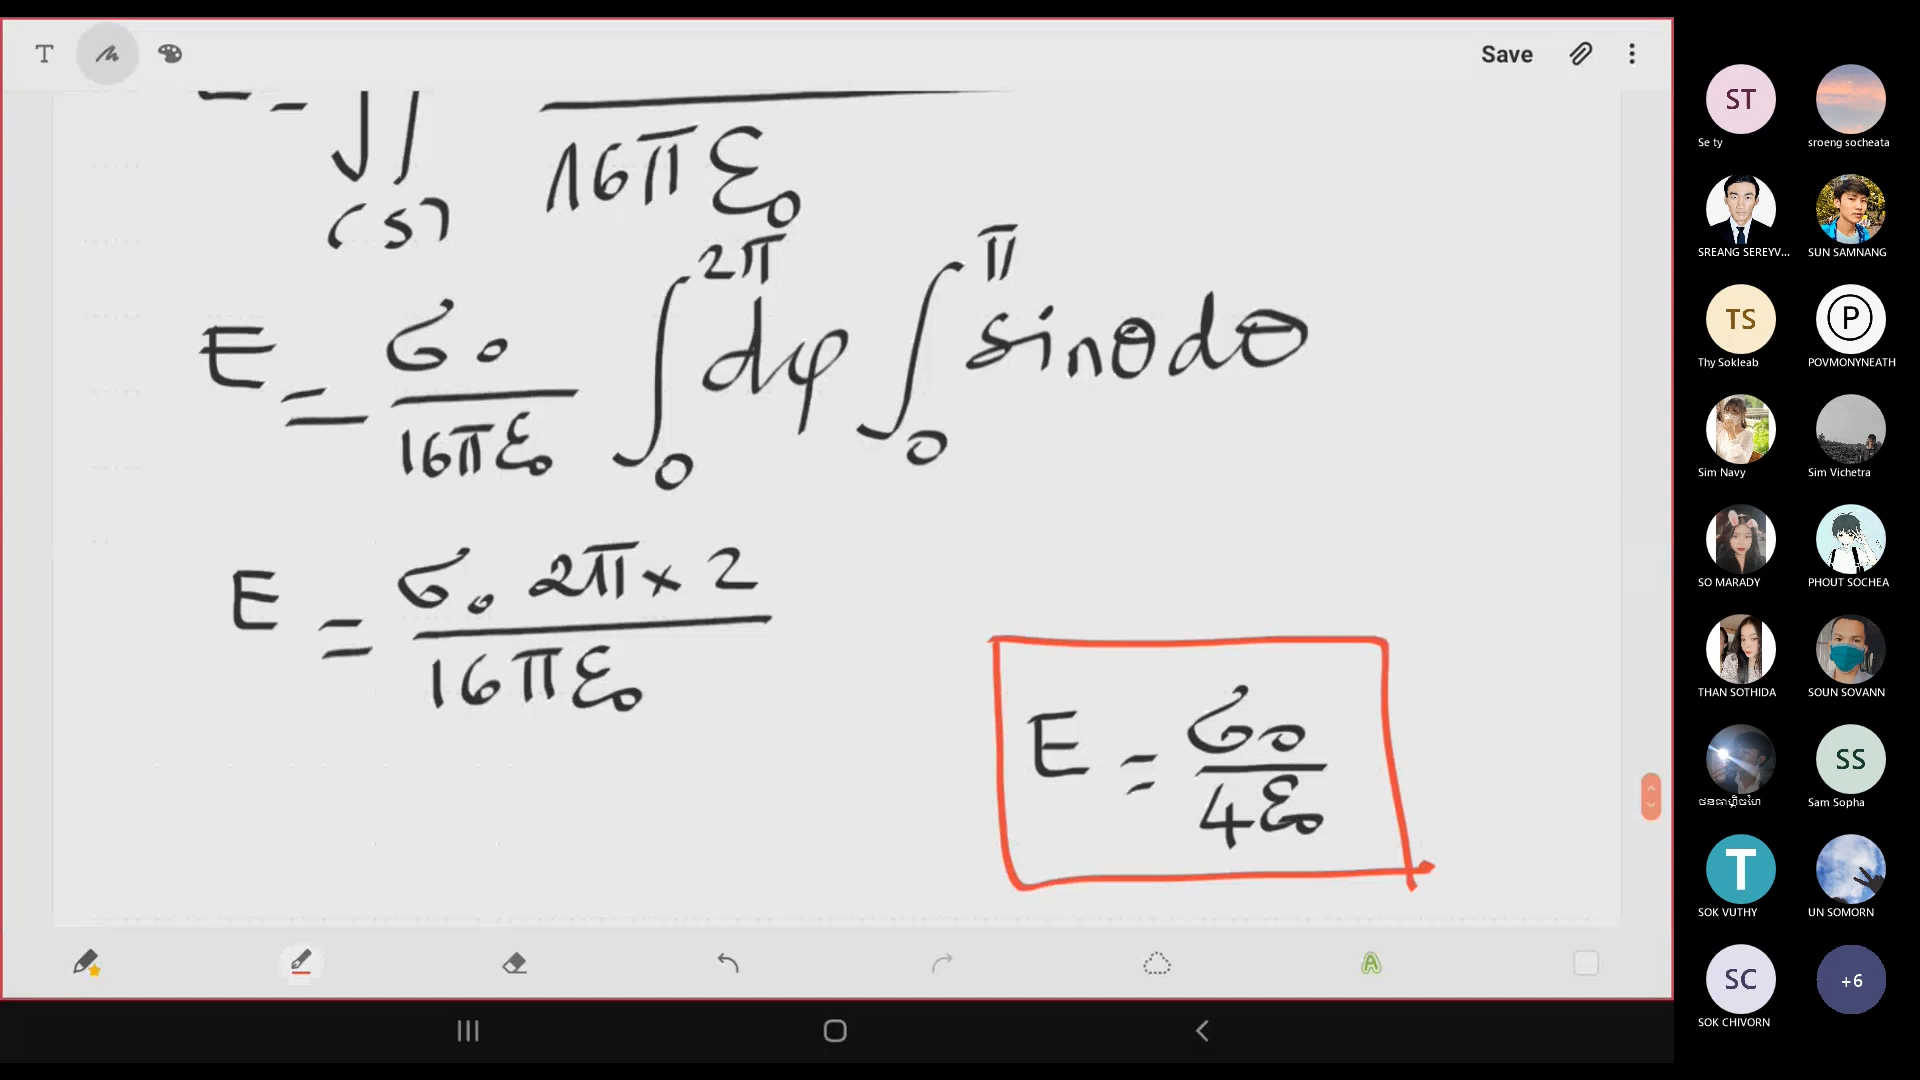 T
Save
= ∬
(S)
16πε₀
E = σ₀/16πε₀ ∫₀^2π dφ ∫₀^π sinθdθ
E = σ₀ 2π × 2/16πε₀
E = σ₀/4ε₀
A
ST
Se ty
sroeng socheata
SREANG SEREYV...
SUN SAMNANG
TS
Thy Sokleab
P
POVMONYNEATH
Sim Navy
Sim Vichetra
SO MARADY
PHOUT SOCHEA
THAN SOTHIDA
SOUN SOVANN
SS
Sam Sopha
T
SOK VUTHY
UN SOMORN
SC
SOK CHIVORN
+6